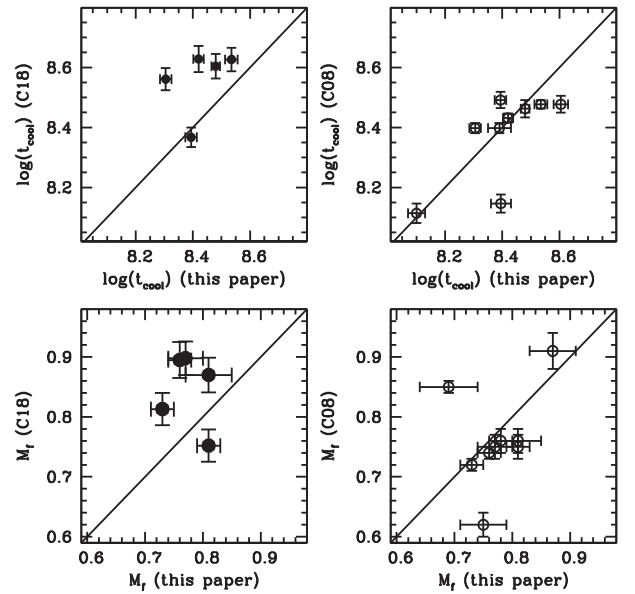 log(t_cool) (C18)
8.6
8.4
8.2
8.2 8.4 8.6
log(t_cool) (this paper)
log(t_cool) (C08)
8.6
8.4
8.2
8.2 8.4 8.6
log(t_cool) (this paper)
M_f (C18)
0.9
0.8
0.7
0.6
0.6 0.7 0.8 0.9
M_f (this paper)
M_f (C08)
0.9
0.8
0.7
0.6
0.6 0.7 0.8 0.9
M_f (this paper)